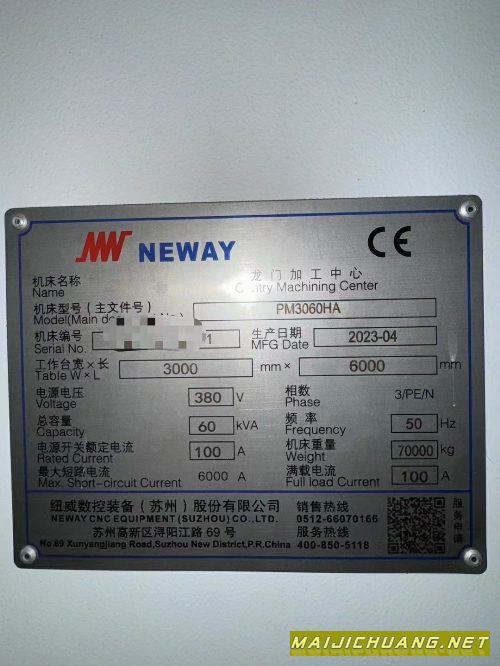 NEWAY CE
机床名称 龙门加工中心
Name Gantry Machining Center
机床型号(主文件号) PM3060HA
Model(Main
机床编号 1 生产日期 2023-04
Serial No. MFG Date
工作台宽×长 3000 mm× 6000 mm
Table W×L
电源电压 380 V 相数 3/PE/N
Voltage Phase
总容量 60 kVA 频率 50 Hz
Capacity Frequency
电源开关额定电流 100 A 机床重量 70000 kg
Rated Current Weight
最大短路电流 6000 A 满载电流 100 A
Max. Short-circuit Current Full load Current
纽威数控装备(苏州)股份有限公司 销售热线
NEWAY CNC EQUIPMENT (SUZHOU) CO.,LTD. 0512-66070166
苏州高新区浔阳江路 69 号 服务热线
No.69 Xunyangjiang Road,Suzhou New District,P.R.China 400-850-5118
服务申请
MAIJICHUANG.NET